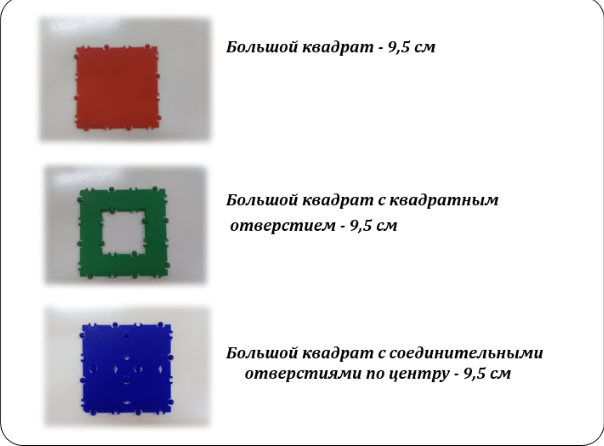 Большой квадрат - 9,5 см
Большой квадрат с квадратным
отверстием - 9,5 см
Большой квадрат с соединительными
отверстиями по центру - 9,5 см